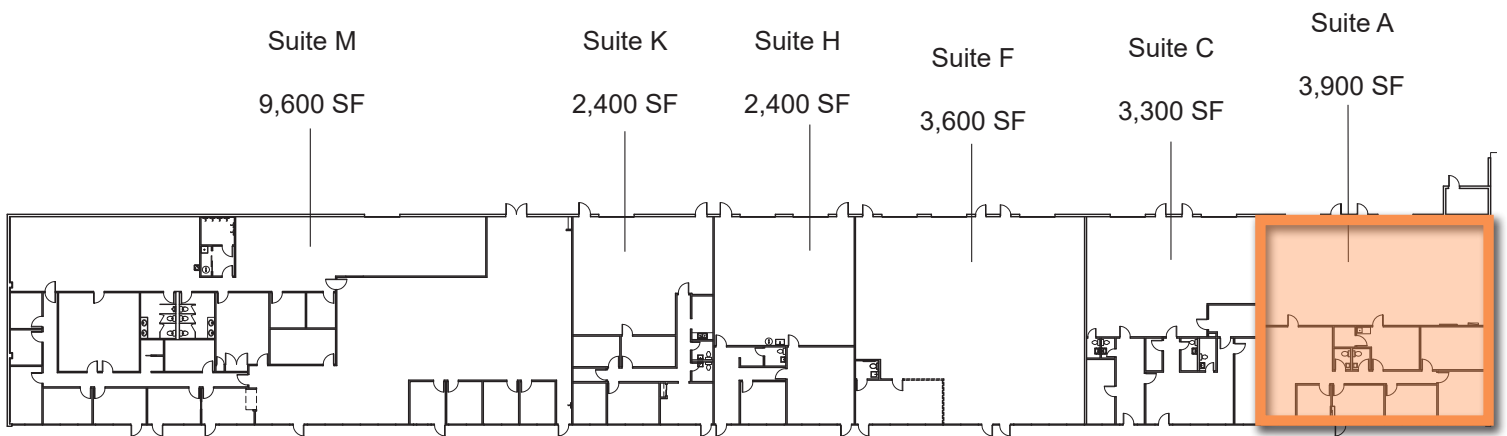 Suite M
9,600 SF
Suite K
2,400 SF
Suite H
2,400 SF
Suite F
3,600 SF
Suite C
3,300 SF
Suite A
3,900 SF